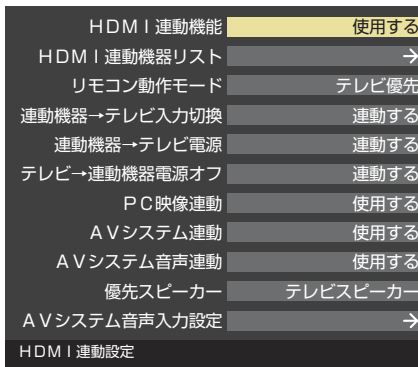 HDMI連動機能 使用する
HDMI連動機器リスト →
リモコン動作モード テレビ優先
連動機器→テレビ入力切換 連動する
連動機器→テレビ電源 連動する
テレビ→連動機器電源オフ 連動する
PC映像連動 使用する
AVシステム連動 使用する
AVシステム音声連動 使用する
優先スピーカー テレビスピーカー
AVシステム音声入力設定 →
HDMI連動設定